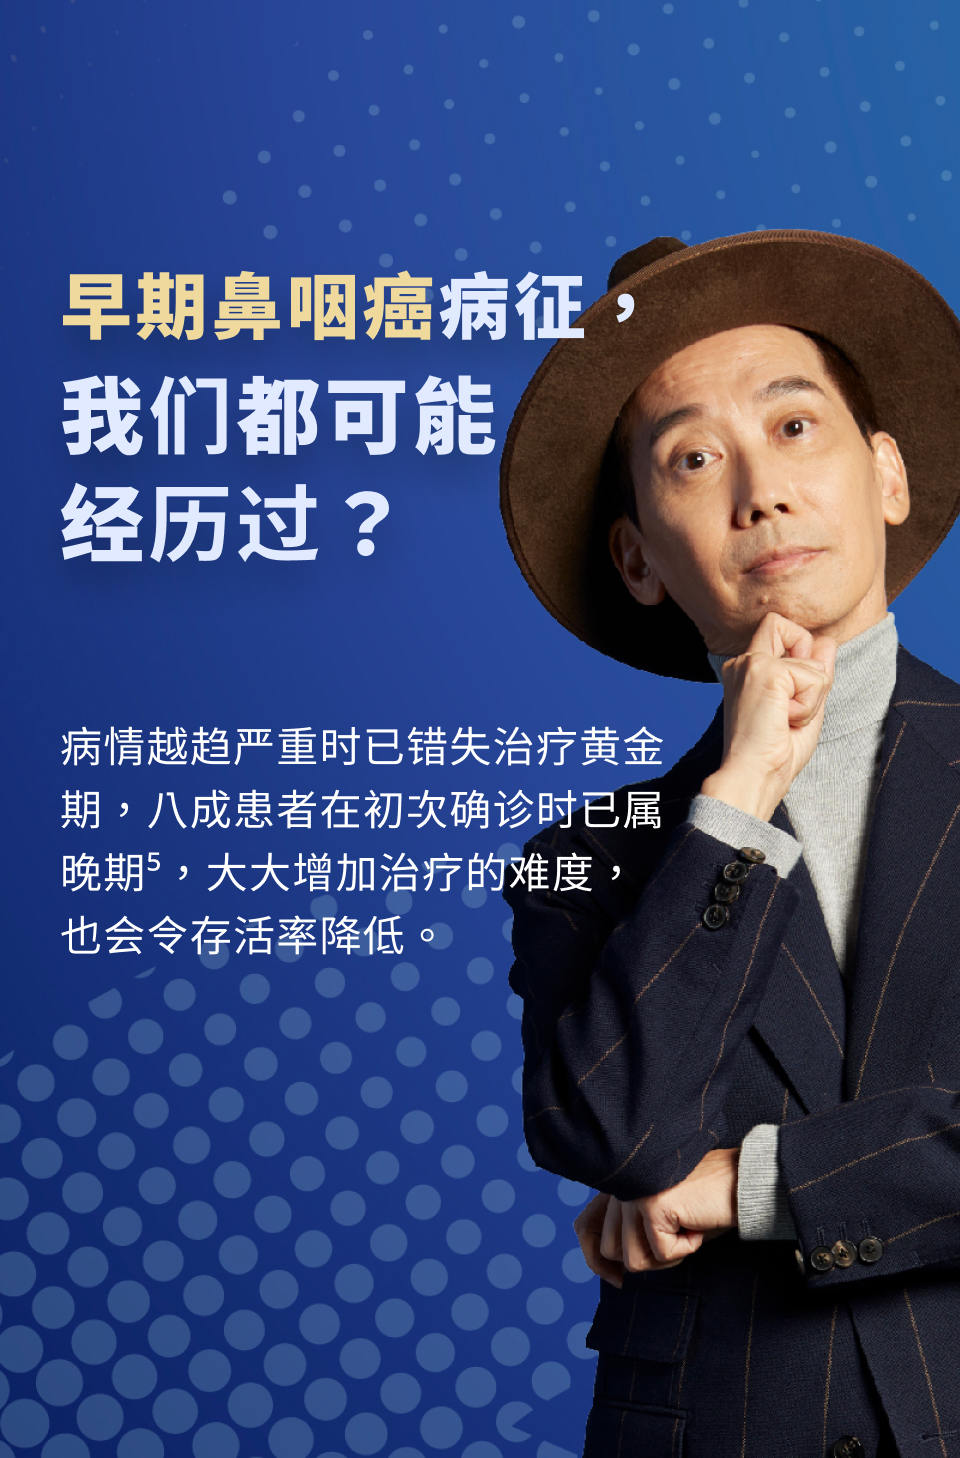 早期鼻咽癌病征，
我们都可能
经历过？
病情越趋严重时已错失治疗黄金
期，八成患者在初次确诊时已属
晚期⁵，大大增加治疗的难度，
也会令存活率降低。